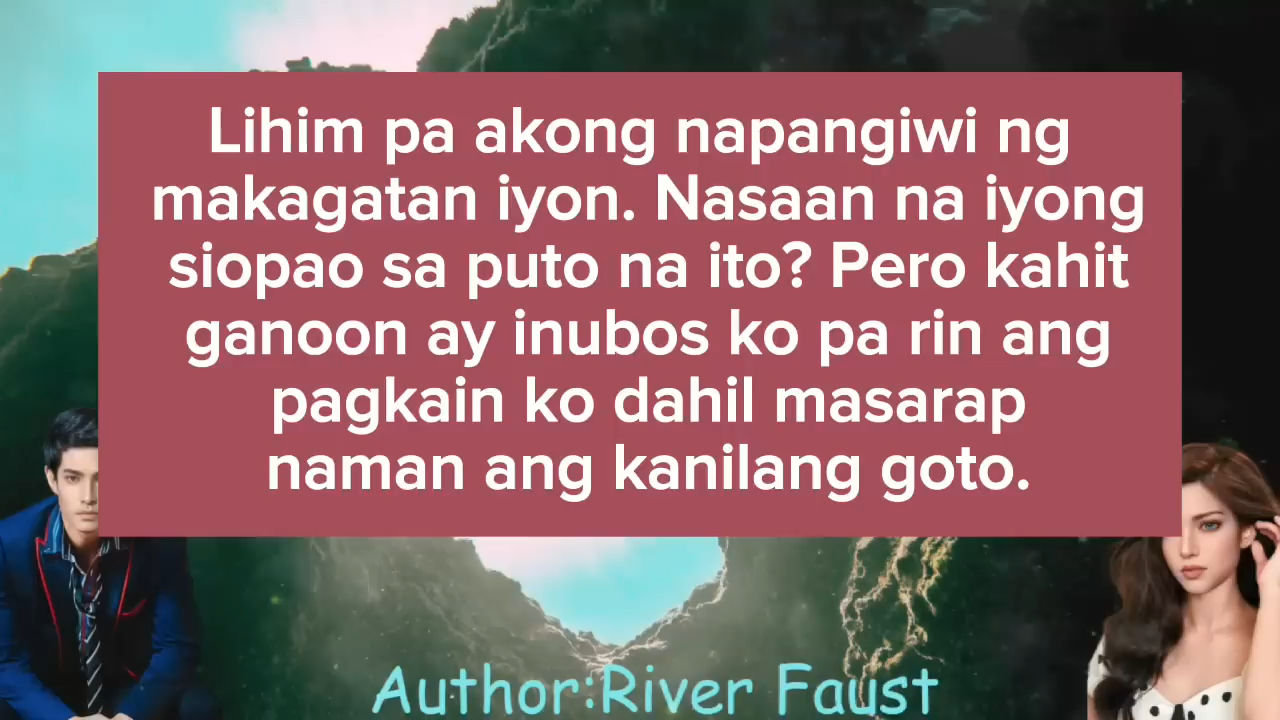 Lihim pa akong napangiwi ng
makagatan iyon. Nasaan na iyong
siopao sa puto na ito? Pero kahit
ganoon ay inubos ko pa rin ang
pagkain ko dahil masarap
naman ang kanilang goto.
Author:River Faust